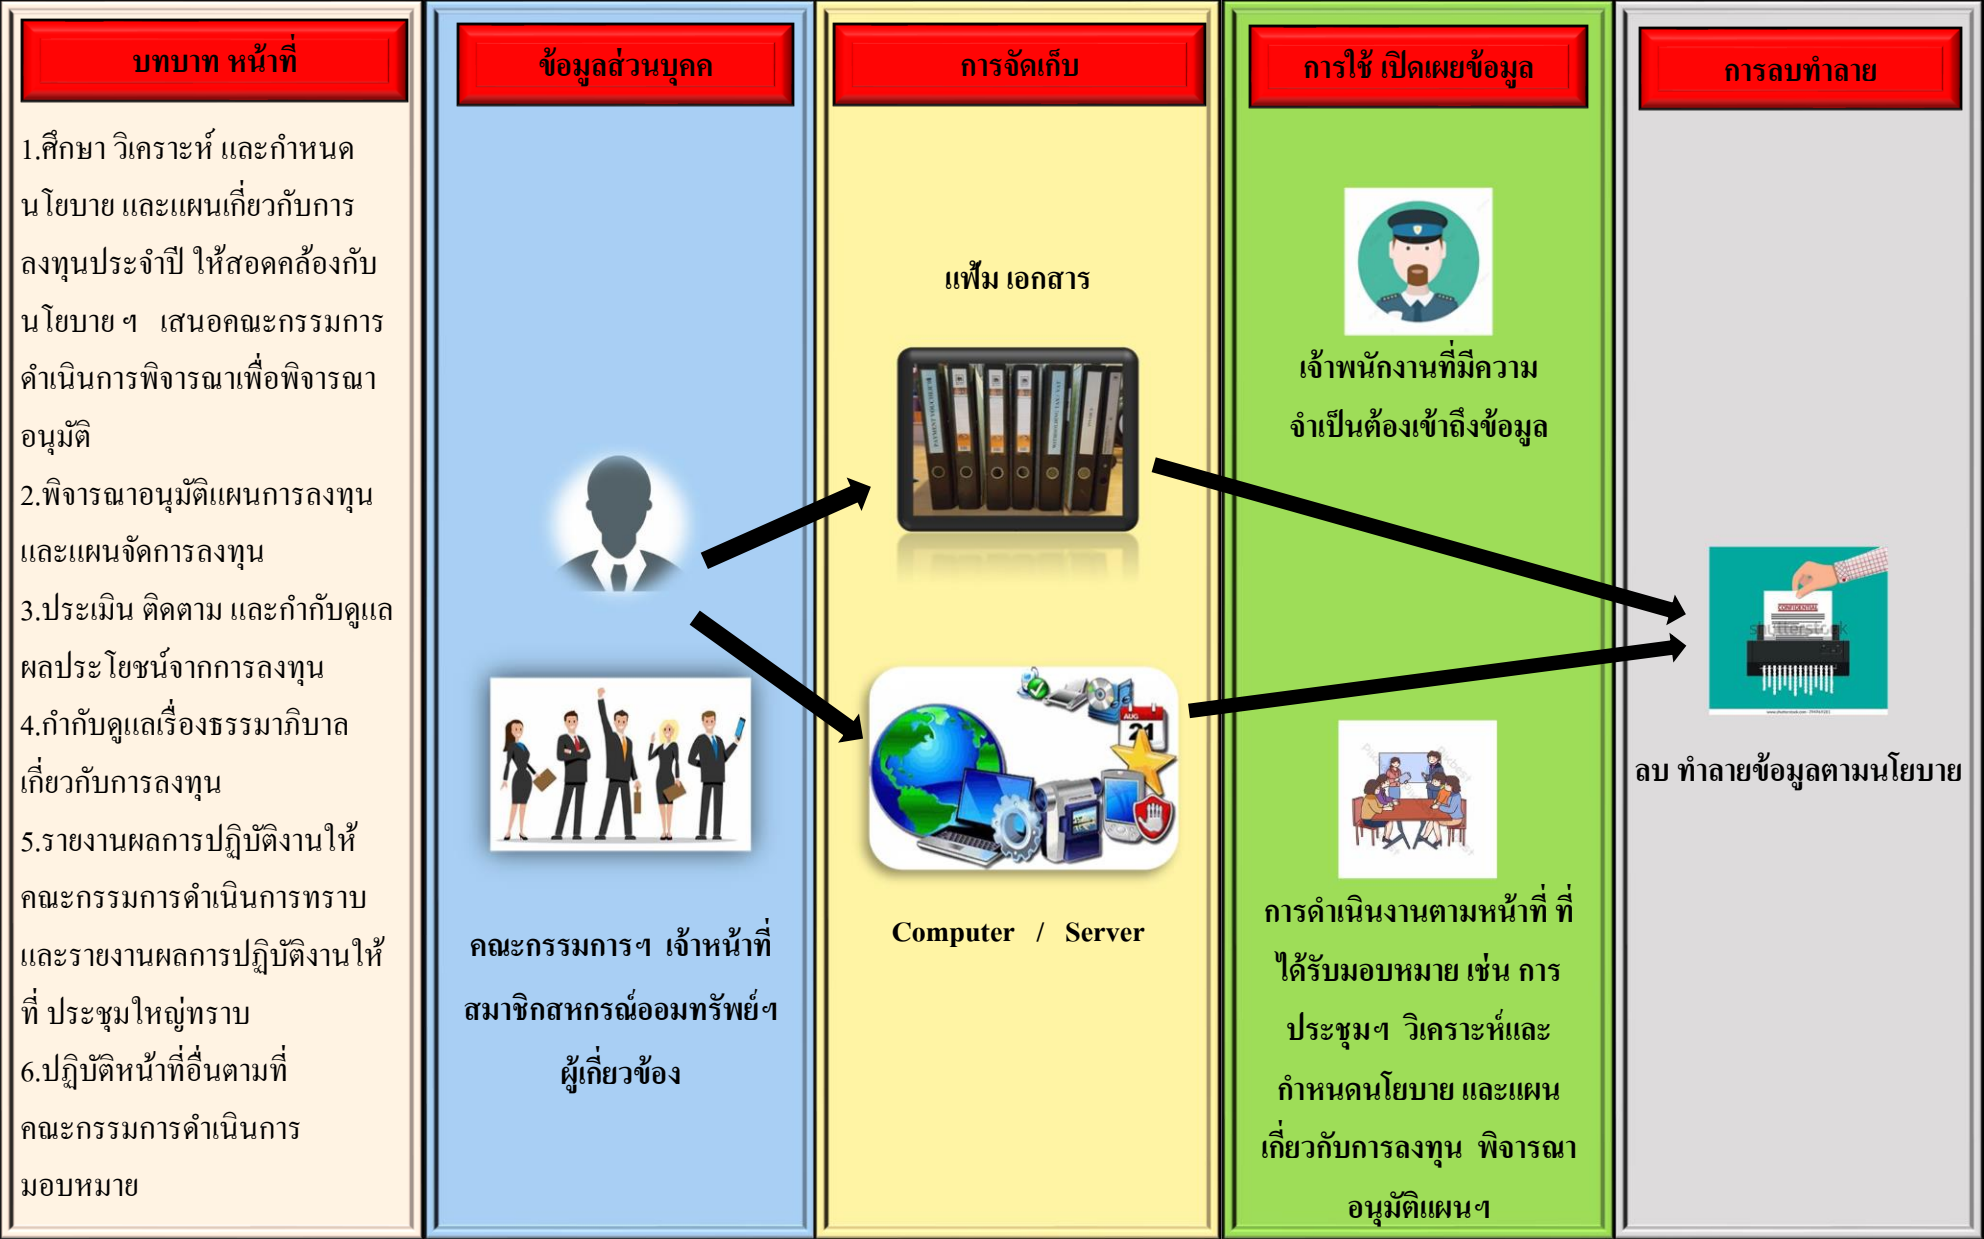 บทบาท หน้าที่
1.ศึกษา วิเคราะห์ และกำหนด
นโยบาย และแผนเกี่ยวกับการ
ลงทุนประจำปี ให้สอดคล้องกับ
นโยบาย ฯ เสนอคณะกรรมการ
ดำเนินการพิจารณาเพื่อพิจารณา
อนุมัติ
2.พิจารณาอนุมัติแผนการลงทุน
และแผนจัดการลงทุน
3.ประเมิน ติดตาม และกำกับดูแล
ผลประโยชน์จากการลงทุน
4.กำกับดูแลเรื่องธรรมาภิบาล
เกี่ยวกับการลงทุน
5.รายงานผลการปฏิบัติงานให้
คณะกรรมการดำเนินการทราบ
และรายงานผลการปฏิบัติงานให้
ที่ ประชุมใหญ่ทราบ
6.ปฏิบัติหน้าที่อื่นตามที่
คณะกรรมการดำเนินการ
มอบหมาย
ข้อมูลส่วนบุคค
คณะกรรมการฯ เจ้าหน้าที่
สมาชิกสหกรณ์ออมทรัพย์ฯ
ผู้เกี่ยวข้อง
การจัดเก็บ
แฟ้ม เอกสาร
PAYMENT VOUCHER
AUG
21
Computer / Server
การใช้ เปิดเผยข้อมูล
เจ้าพนักงานที่มีความ
จำเป็นต้องเข้าถึงข้อมูล
การดำเนินงานตามหน้าที่ ที่
ได้รับมอบหมาย เช่น การ
ประชุมฯ วิเคราะห์และ
กำหนดนโยบาย และแผน
เกี่ยวกับการลงทุน พิจารณา
อนุมัติแผนฯ
การลบทำลาย
CONFIDENTIAL
shutterstock
ลบ ทำลายข้อมูลตามนโยบาย